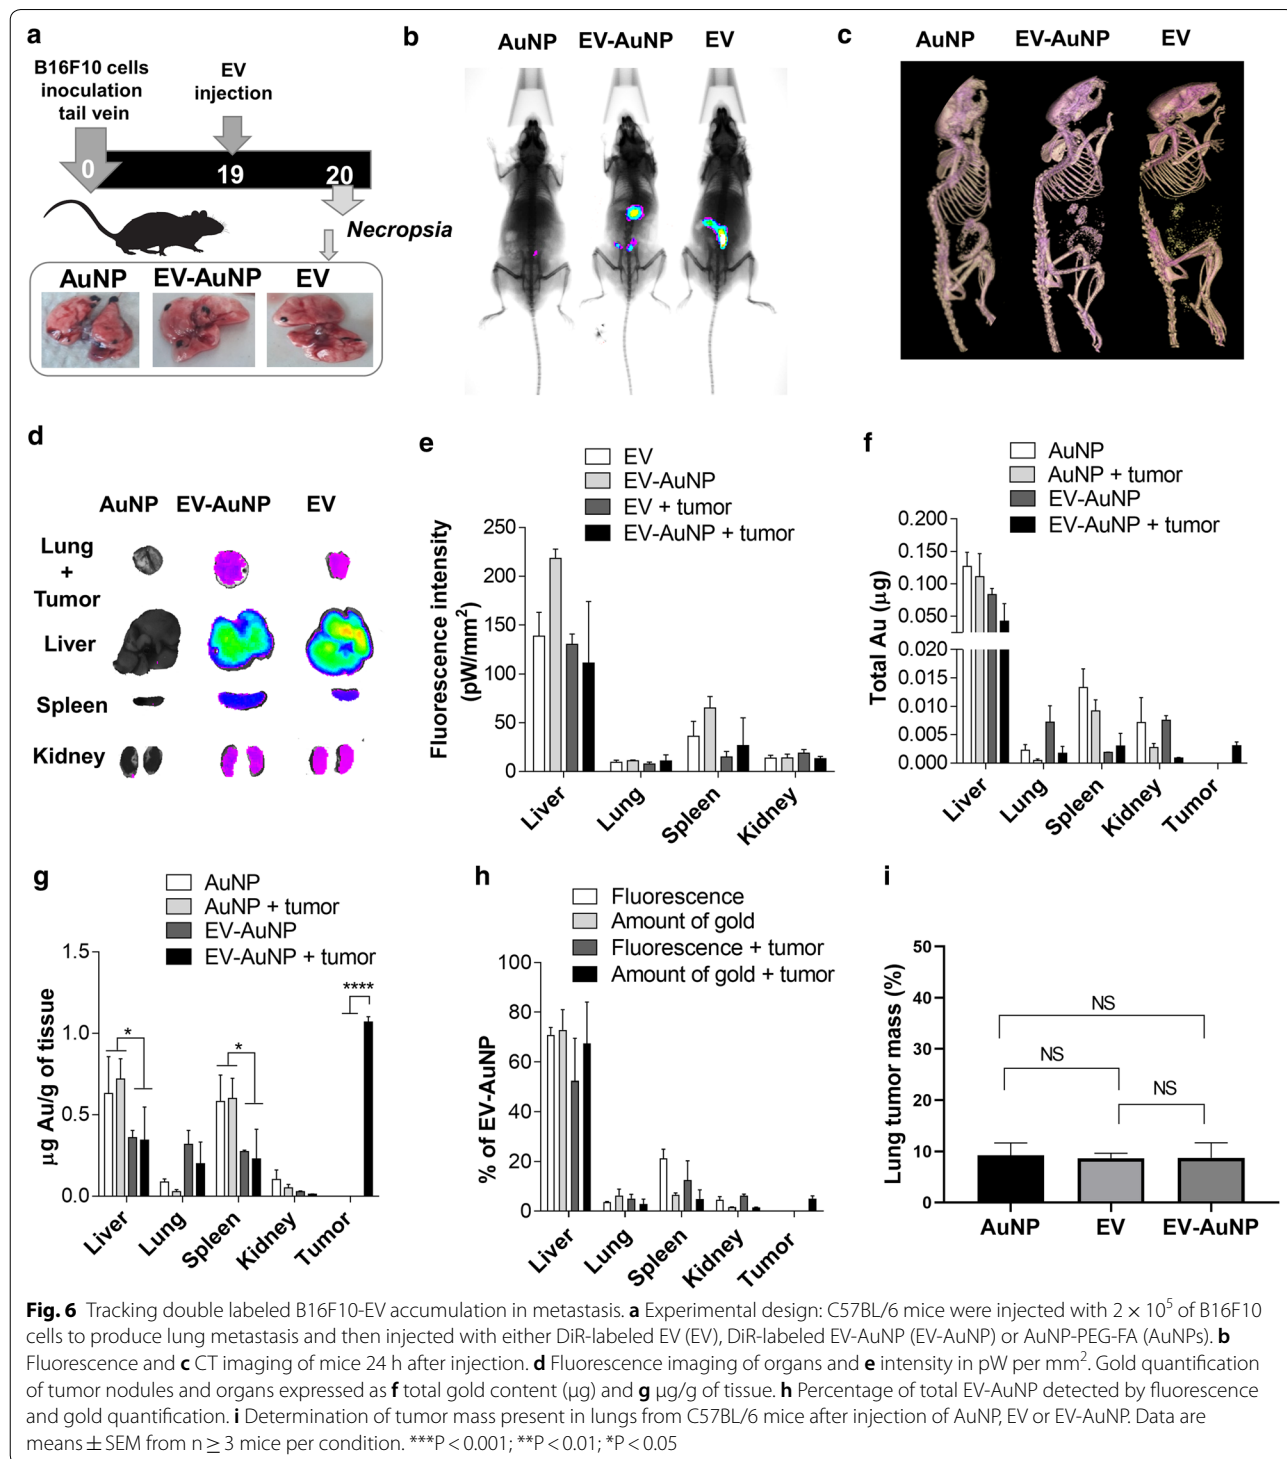 a
B16F10 cells
inoculation
tail vein
EV
injection
0
19
20
Necropsia
AuNP
EV-AuNP
EV
b
AuNP
EV-AuNP
EV
c
AuNP
EV-AuNP
EV
d
AuNP
EV-AuNP
EV
Lung
+
Tumor
Liver
Spleen
Kidney
e
EV
EV-AuNP
EV + tumor
EV-AuNP + tumor
Fluorescence intensity
(pW/mm²)
250
200
150
100
50
0
Liver
Lung
Spleen
Kidney
f
AuNP
AuNP + tumor
EV-AuNP
EV-AuNP + tumor
Total Au (µg)
0.200
0.150
0.100
0.050
0.020
0.015
0.010
0.005
0.000
Liver
Lung
Spleen
Kidney
Tumor
g
AuNP
AuNP + tumor
EV-AuNP
EV-AuNP + tumor
µg Au/g of tissue
1.5
1.0
0.5
0.0
*
*
****
Liver
Lung
Spleen
Kidney
Tumor
h
Fluorescence
Amount of gold
Fluorescence + tumor
Amount of gold + tumor
% of EV-AuNP
100
80
60
40
20
0
Liver
Lung
Spleen
Kidney
Tumor
i
Lung tumor mass (%)
50
40
30
20
10
0
NS
NS
NS
AuNP
EV
EV-AuNP
Fig. 6 Tracking double labeled B16F10-EV accumulation in metastasis. a Experimental design: C57BL/6 mice were injected with 2 × 10⁵ of B16F10
cells to produce lung metastasis and then injected with either DiR-labeled EV (EV), DiR-labeled EV-AuNP (EV-AuNP) or AuNP-PEG-FA (AuNPs). b
Fluorescence and c CT imaging of mice 24 h after injection. d Fluorescence imaging of organs and e intensity in pW per mm². Gold quantification
of tumor nodules and organs expressed as f total gold content (µg) and g µg/g of tissue. h Percentage of total EV-AuNP detected by fluorescence
and gold quantification. i Determination of tumor mass present in lungs from C57BL/6 mice after injection of AuNP, EV or EV-AuNP. Data are
means ± SEM from n ≥ 3 mice per condition. ***P < 0.001; **P < 0.01; *P < 0.05